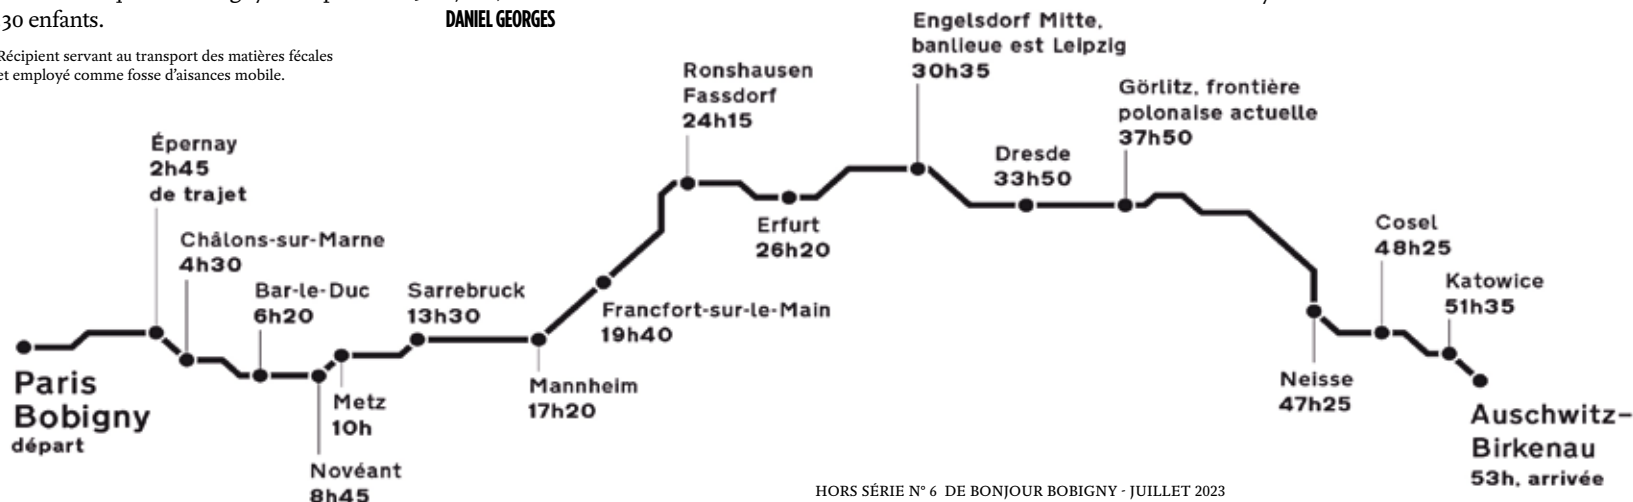 30 enfants.
DANIEL GEORGES
Récipient servant au transport des matières fécales
et employé comme fosse d'aisances mobile.
Paris
Bobigny
départ
Épernay
2h45
de trajet
Châlons-sur-Marne
4h30
Bar-le-Duc
6h20
Novéant
8h45
Metz
10h
Sarrebruck
13h30
Mannheim
17h20
Francfort-sur-le-Main
19h40
Ronshausen
Fassdorf
24h15
Erfurt
26h20
Engelsdorf Mitte,
banlieue est Leipzig
30h35
Dresde
33h50
Görlitz, frontière
polonaise actuelle
37h50
Neisse
47h25
Cosel
48h25
Katowice
51h35
Auschwitz–
Birkenau
53h, arrivée
HORS SÉRIE N° 6 DE BONJOUR BOBIGNY - JUILLET 2023